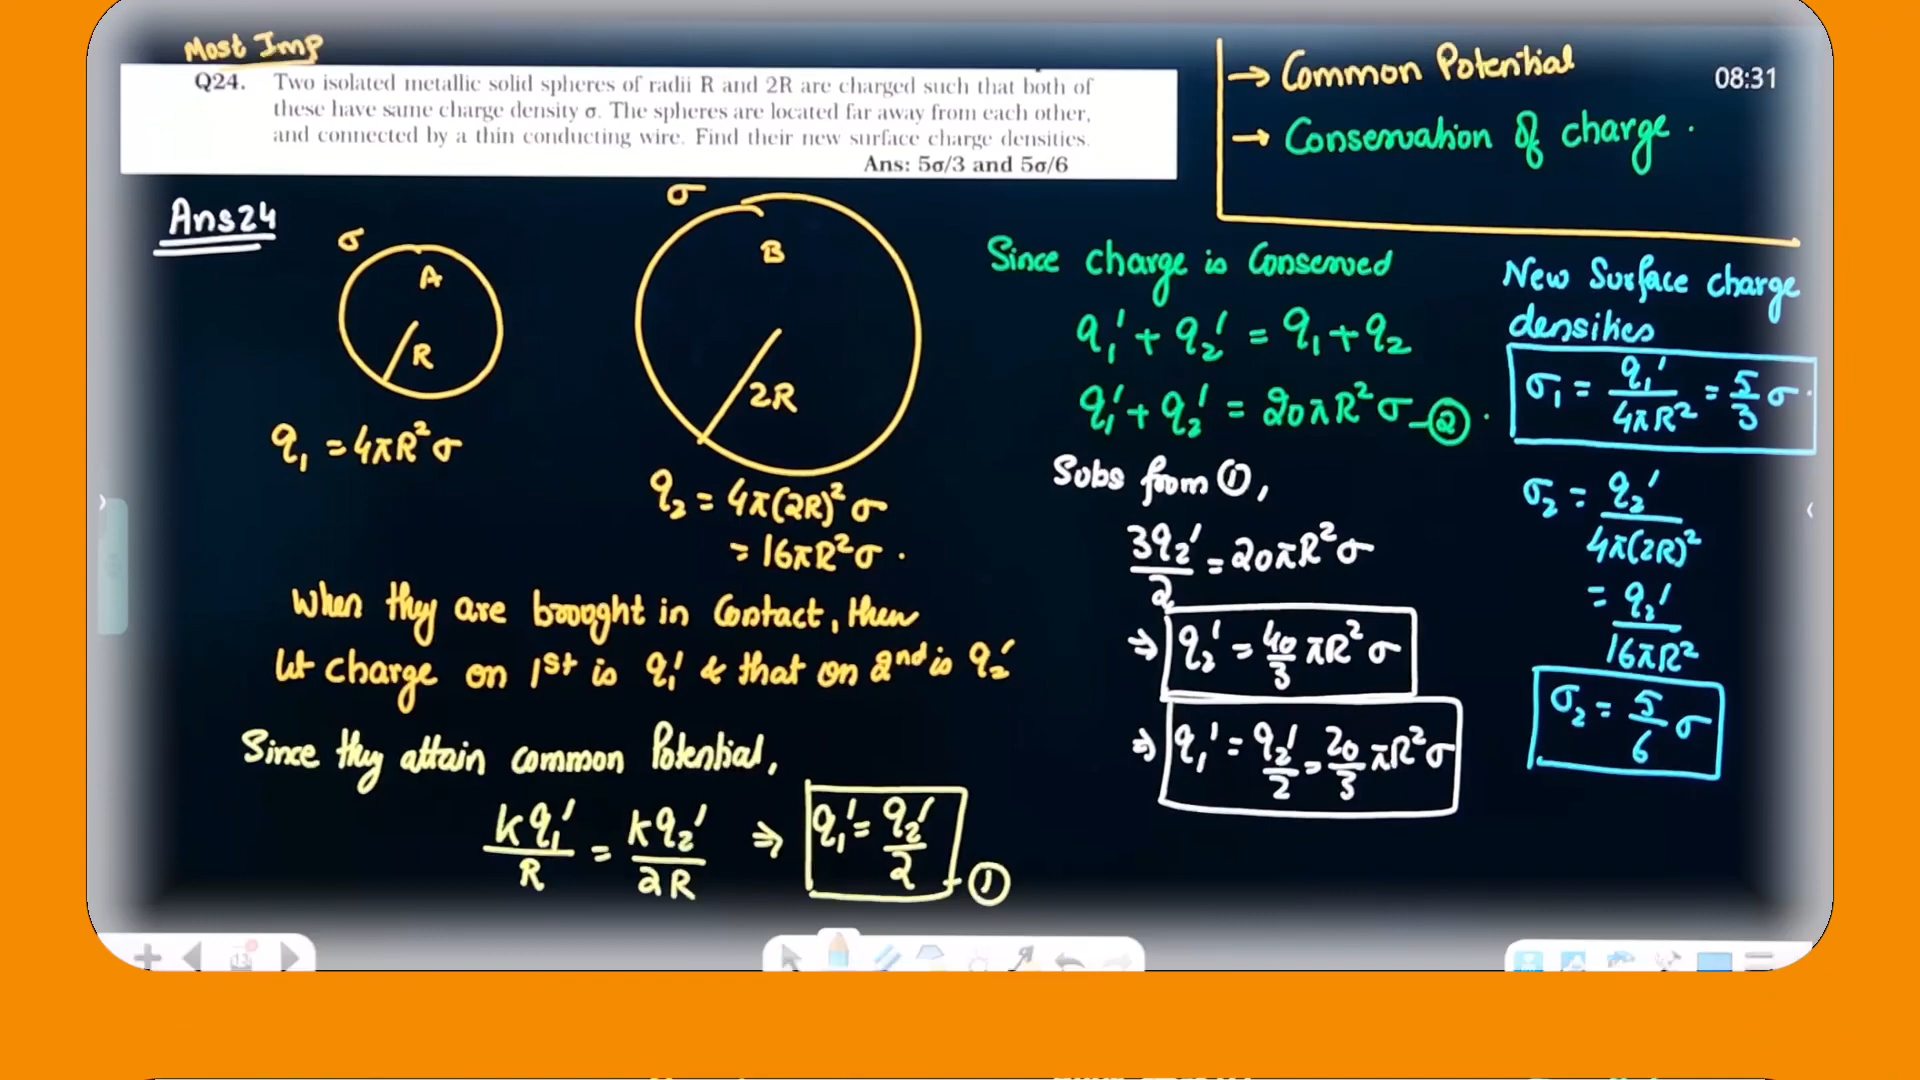 Most Imp
Q24. Two isolated metallic solid spheres of radii R and 2R are charged such that both of
these have same charge density σ. The spheres are located far away from each other,
and connected by a thin conducting wire. Find their new surface charge densities.
Ans: 5σ/3 and 5σ/6
→ Common Potential
→ Conservation of charge.
08:31
Ans24
σ
A
R
q₁ = 4πR²σ
σ
B
2R
q₂ = 4π(2R)²σ
= 16πR²σ.
When they are brought in Contact, then
let charge on 1st is q₁' & that on 2nd is q₂'
Since they attain common Potential,
kq₁'/R = kq₂'/2R ⇒ q₁' = q₂'/2 - ①
Since charge is Conserved
q₁' + q₂' = q₁ + q₂
q₁' + q₂' = 20πR²σ - ②.
Subs from ①,
3q₂'/2 = 20πR²σ
⇒ q₂' = 40/3 πR²σ
⇒ q₁' = q₂'/2 = 20/3 πR²σ
New Surface charge
densities
σ₁ = q₁'/4πR² = 5/3 σ.
σ₂ = q₂'/4π(2R)²
= q₂'/16πR²
σ₂ = 5/6 σ